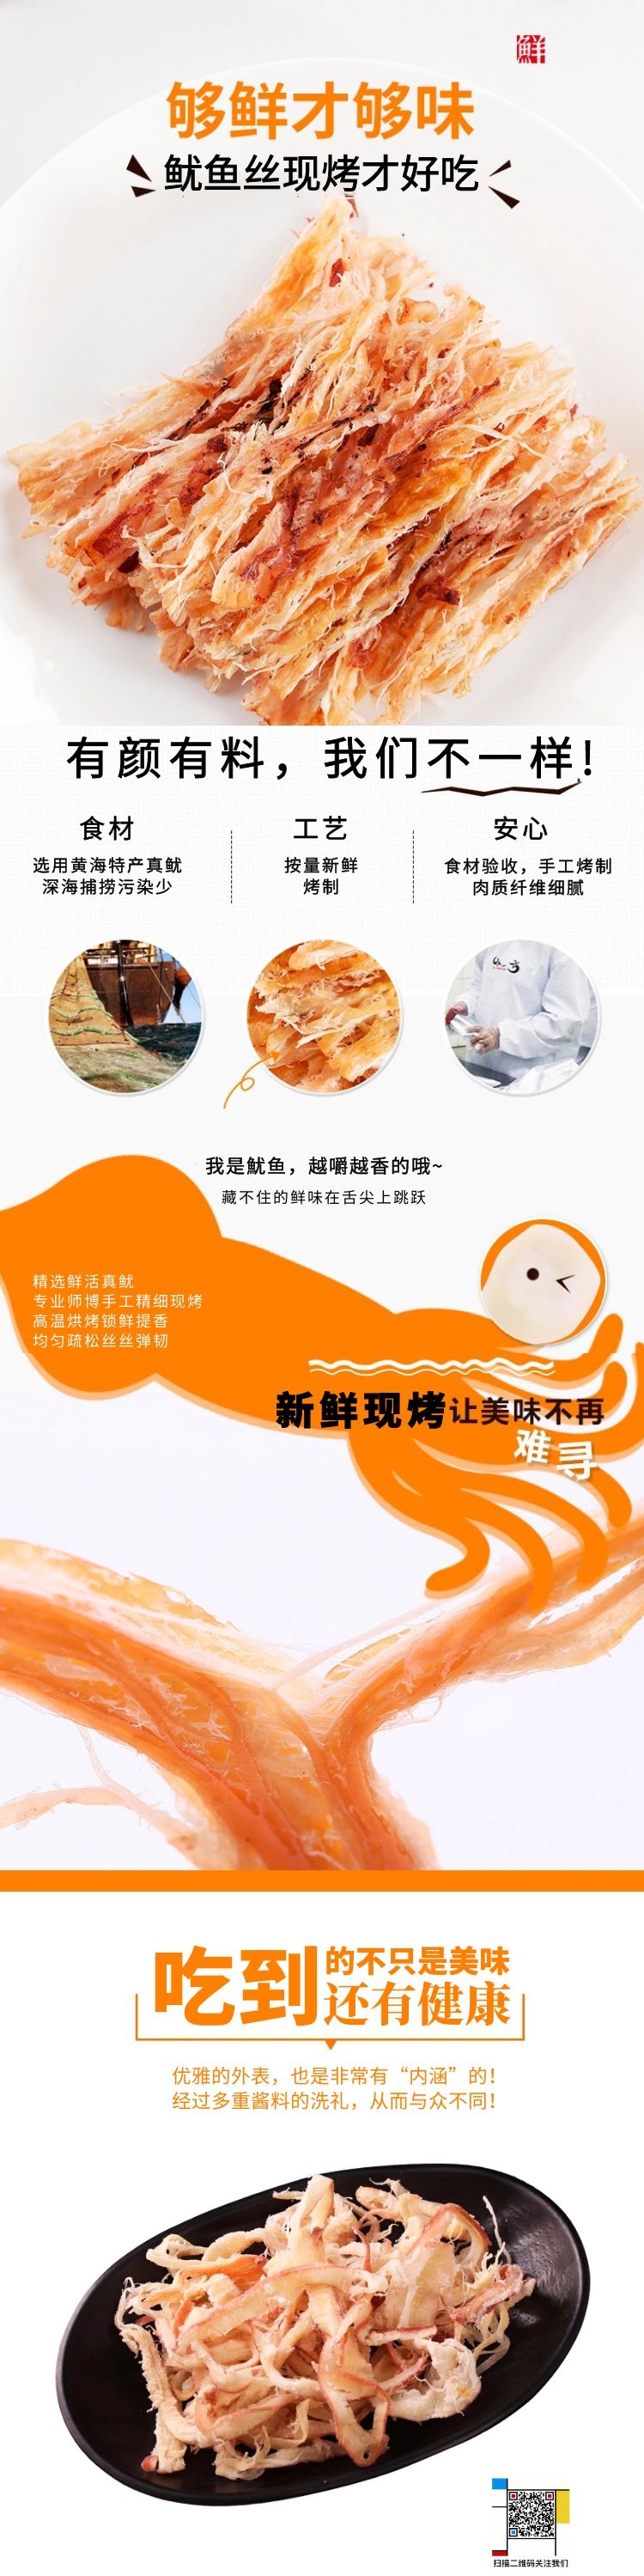 鮮
够鲜才够味
鱿鱼丝现烤才好吃
有颜有料，我们不一样！
食材
选用黄海特产真鱿
深海捕捞污染少
工艺
按量新鲜
烤制
安心
食材验收，手工烤制
肉质纤维细腻
我是鱿鱼，越嚼越香的哦~
藏不住的鲜味在舌尖上跳跃
精选鲜活真鱿
专业师傅手工精细现烤
高温烘烤锁鲜提香
均匀疏松丝丝弹韧
新鲜现烤让美味不再
难寻
吃到的不只是美味
还有健康
优雅的外表，也是非常有“内涵”的！
经过多重酱料的洗礼，从而与众不同！
扫描二维码关注我们